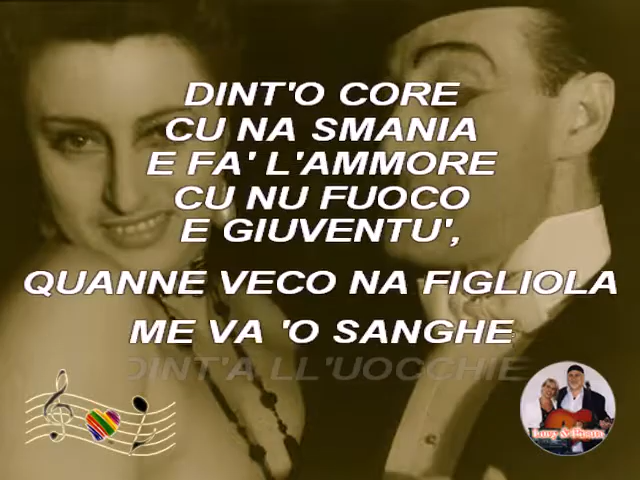 DINT'O CORE
CU NA SMANIA
E FA' L'AMMORE
CU NU FUOCO
E GIUVENTU',
QUANNE VECO NA FIGLIOLA
ME VA 'O SANGHE
DINT'A LL'UOCCHIE